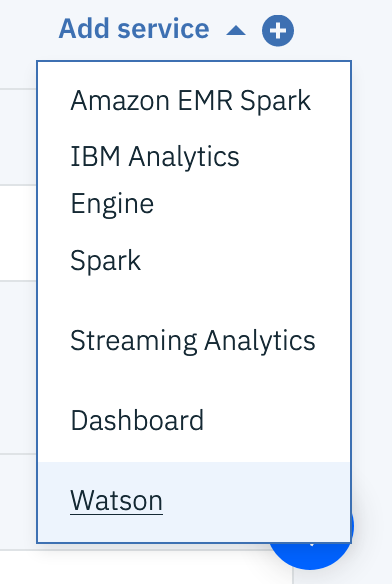 Add service
Amazon EMR Spark
IBM Analytics
Engine
Spark
Streaming Analytics
Dashboard
Watson